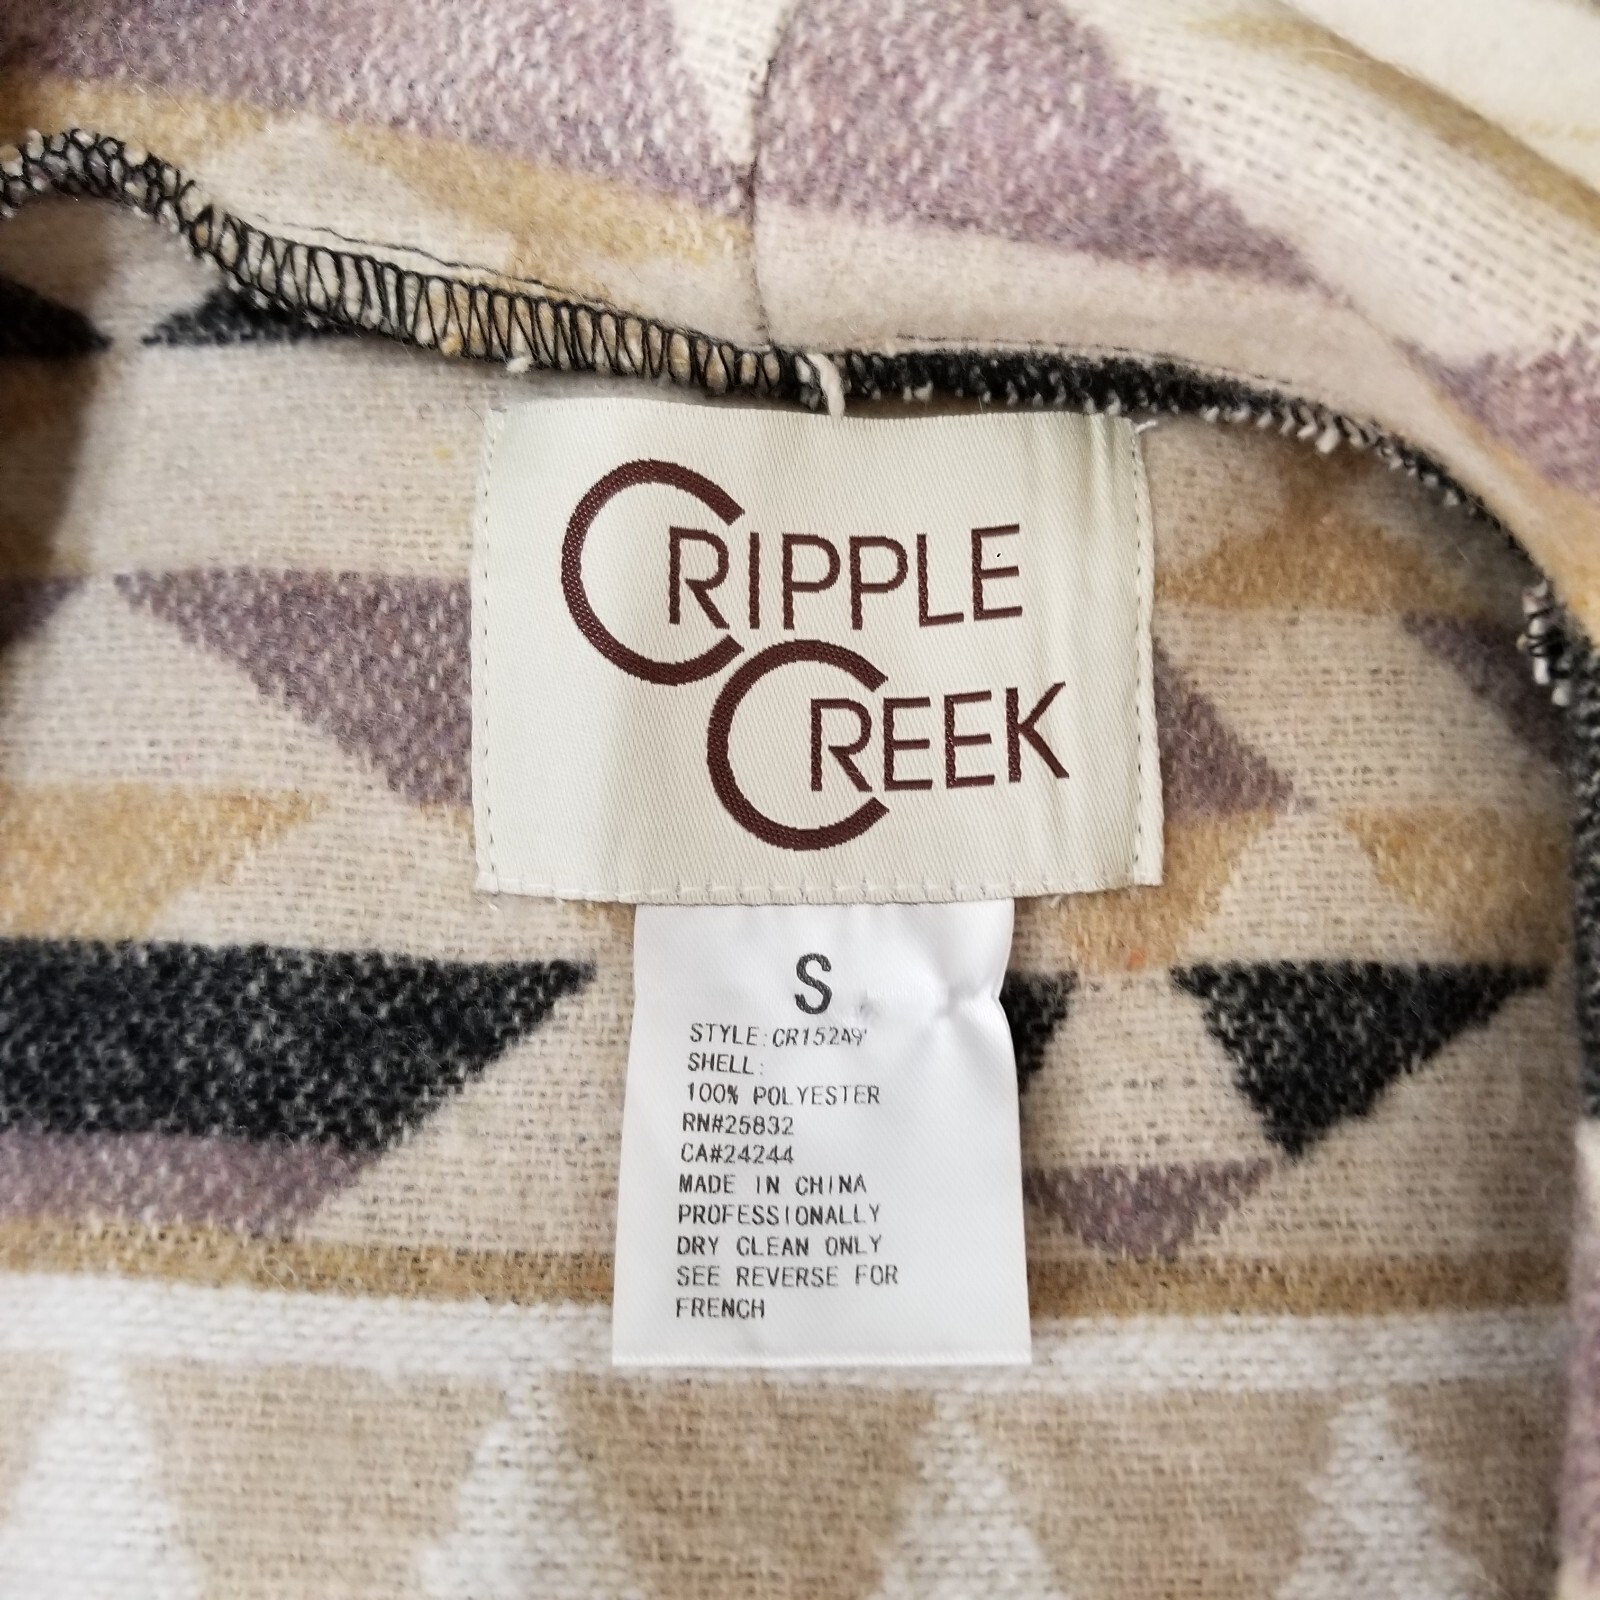 CRIPPLE
CREEK
S
STYLE:CR15249
SHELL:
100% POLYESTER
RN#25832
CA#24244
MADE IN CHINA
PROFESSIONALLY
DRY CLEAN ONLY
SEE REVERSE FOR
FRENCH